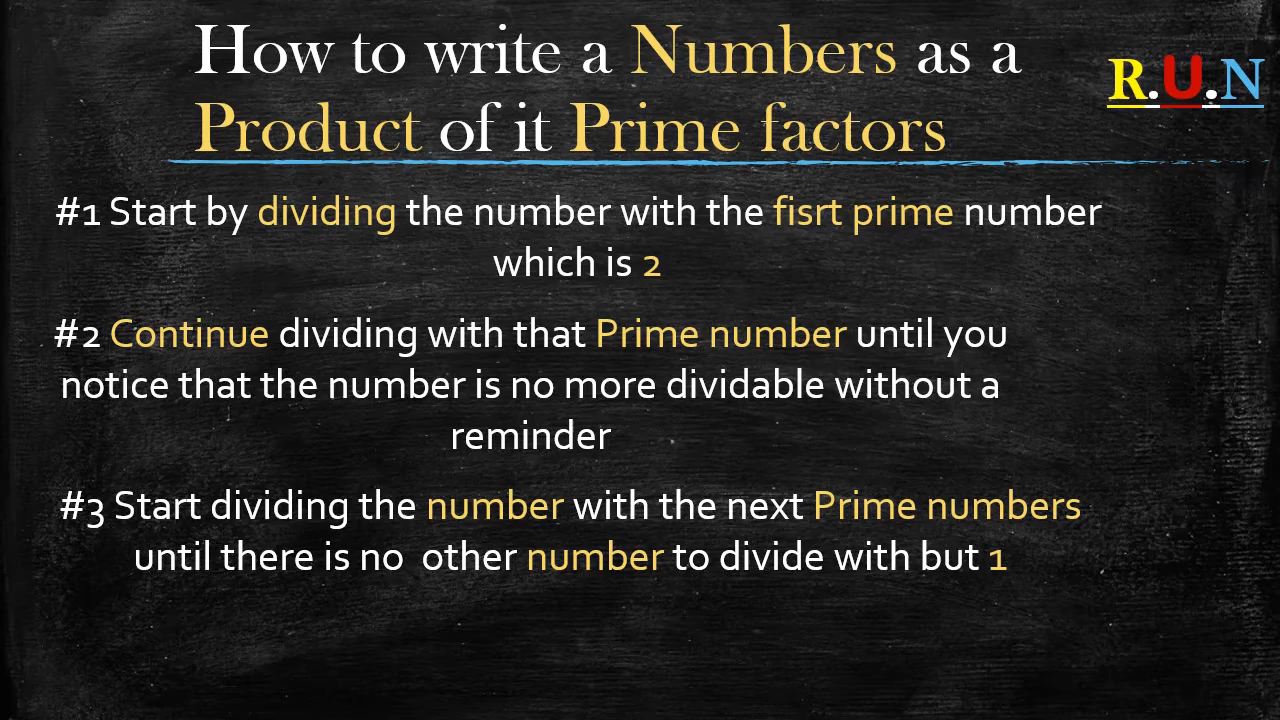 How to write a Numbers as a
Product of it Prime factors
R.U.N
#1 Start by dividing the number with the fisrt prime number
which is 2
#2 Continue dividing with that Prime number until you
notice that the number is no more dividable without a
reminder
#3 Start dividing the number with the next Prime numbers
until there is no other number to divide with but 1